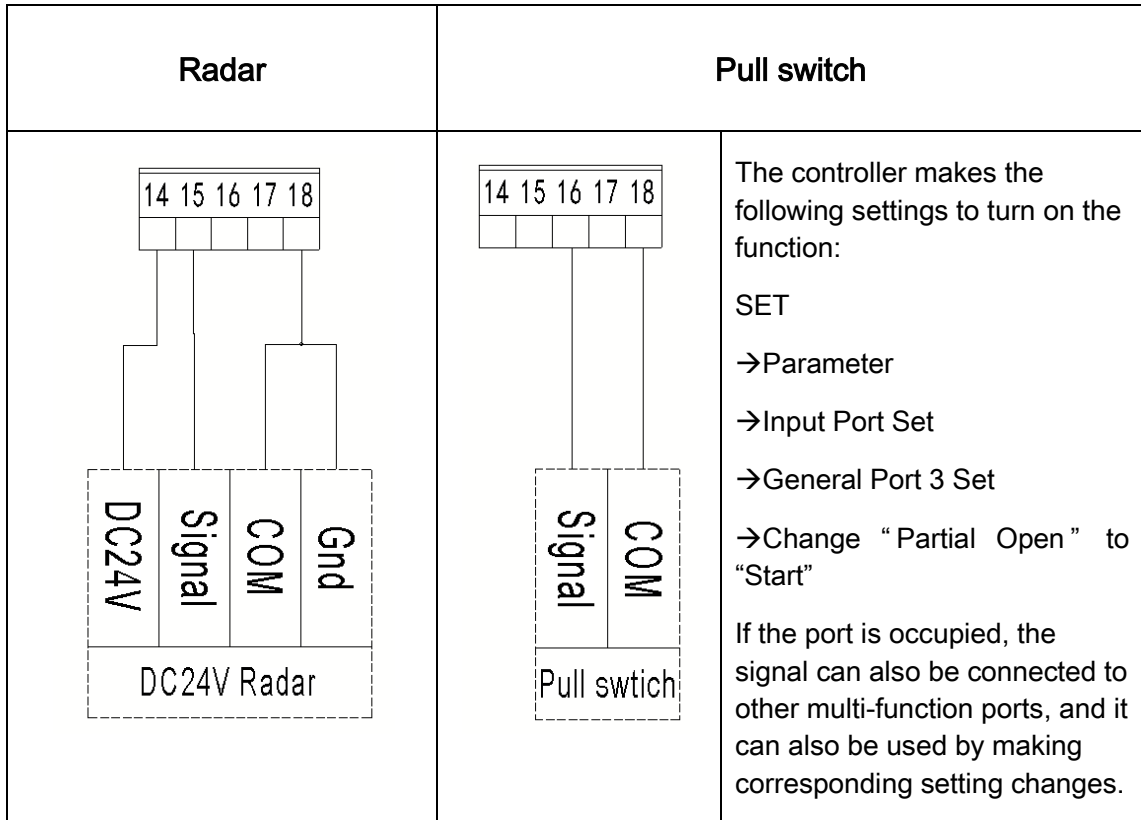 Radar
Pull switch
14 15 16 17 18
DC24V
Signal
COM
Gnd
DC24V Radar
14 15 16 17 18
Signal
COM
Pull swtich
The controller makes the
following settings to turn on the
function:
SET
→Parameter
→Input Port Set
→General Port 3 Set
→Change “ Partial Open ” to
“Start”
If the port is occupied, the
signal can also be connected to
other multi-function ports, and it
can also be used by making
corresponding setting changes.